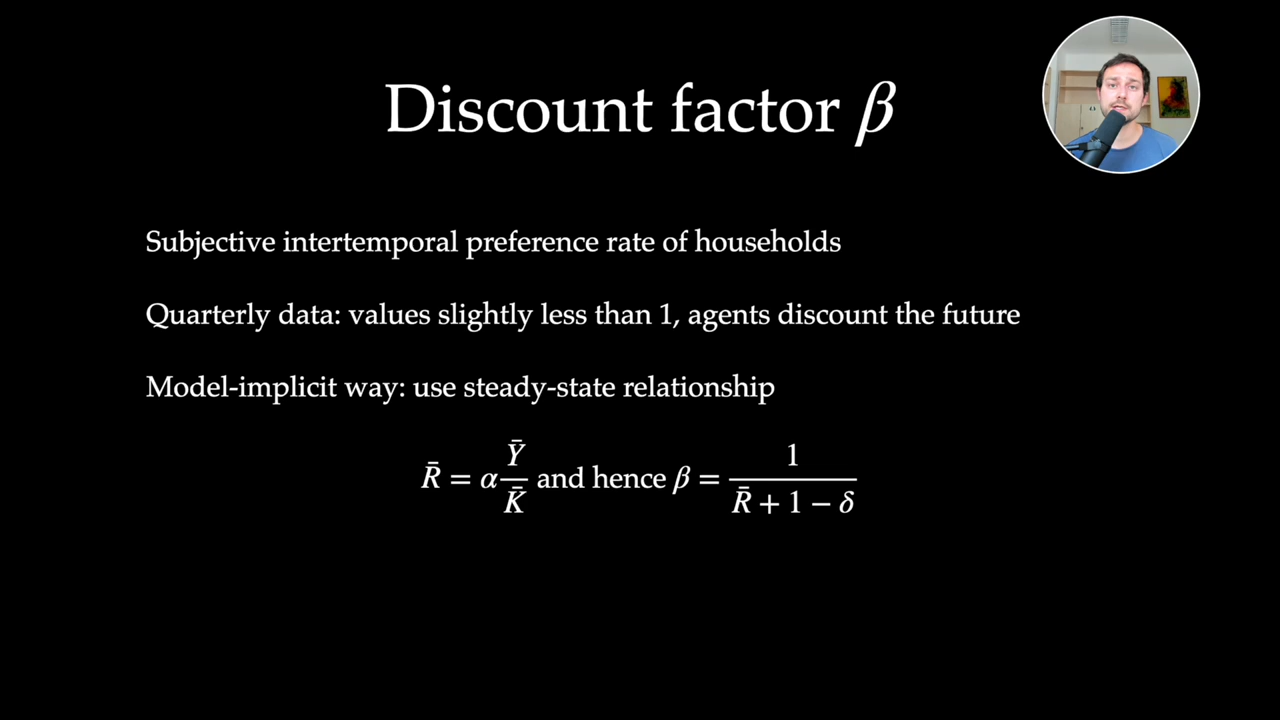 Discount factor β
Subjective intertemporal preference rate of households
Quarterly data: values slightly less than 1, agents discount the future
Model-implicit way: use steady-state relationship
R̄ = α Ȳ/K̄ and hence β = 1/(R̄ + 1 − δ)